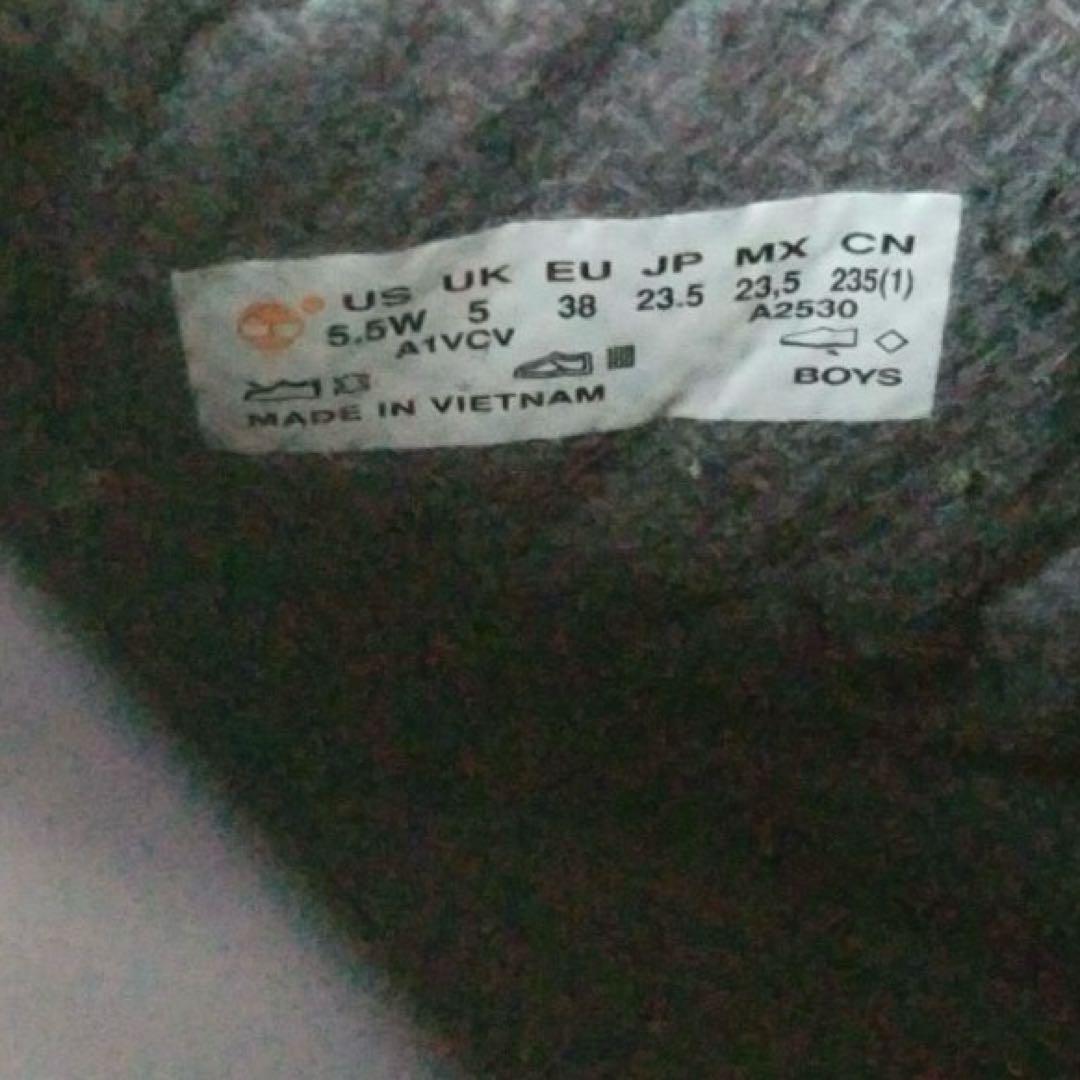 US UK EU JP MX CN
5.5W 5 38 23.5 23,5 235(1)
A1VCV A2530
BOYS
MADE IN VIETNAM